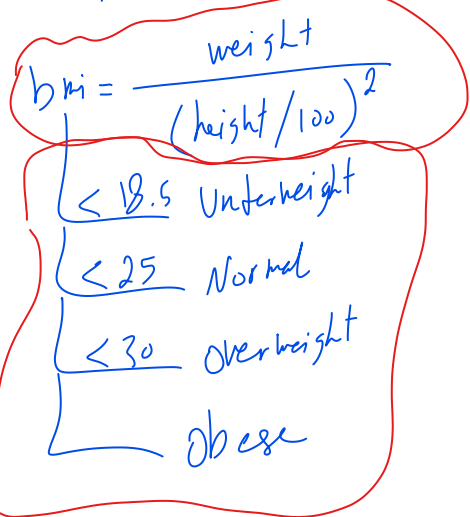 bmi = weight / (height/100)²
< 18.5 Underweight
< 25 Normal
< 30 Overweight
Obese